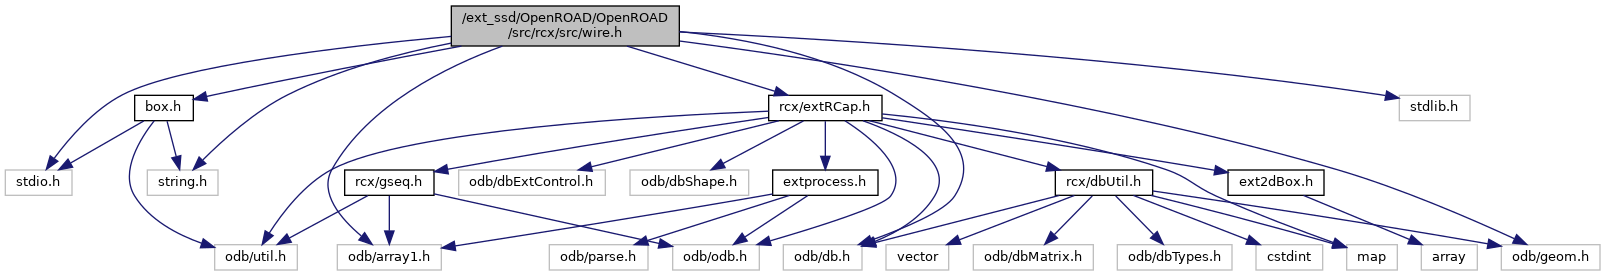 /ext_ssd/OpenROAD/OpenROAD
/src/rcx/src/wire.h
box.h
rcx/extRCap.h
stdlib.h
stdio.h
string.h
rcx/gseq.h
odb/dbExtControl.h
odb/dbShape.h
extprocess.h
rcx/dbUtil.h
ext2dBox.h
odb/util.h
odb/array1.h
odb/parse.h
odb/odb.h
odb/db.h
vector
odb/dbMatrix.h
odb/dbTypes.h
cstdint
map
array
odb/geom.h